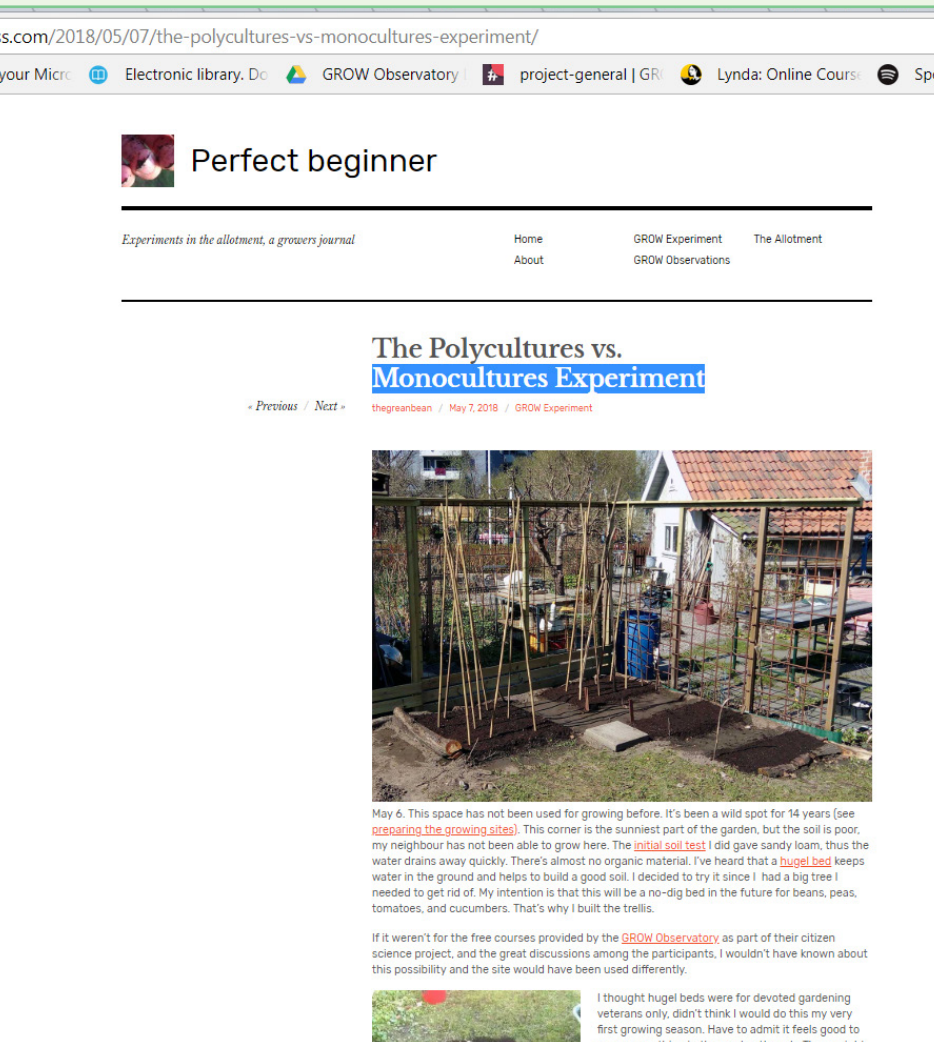 ss.com/2018/05/07/the-polycultures-vs-monocultures-experiment/
your Micro Electronic library. Do GROW Observatory project-general | GR Lynda: Online Course Sp
Perfect beginner
Experiments in the allotment, a growers journal
Home GROW Experiment The Allotment
About GROW Observations
The Polycultures vs.
Monocultures Experiment
« Previous / Next » thegreanbean / May 7, 2018 / GROW Experiment
May 6. This space has not been used for growing before. It's been a wild spot for 14 years (see
preparing the growing sites). This corner is the sunniest part of the garden, but the soil is poor,
my neighbour has not been able to grow here. The initial soil test I did gave sandy loam, thus the
water drains away quickly. There's almost no organic material. I've heard that a hugel bed keeps
water in the ground and helps to build a good soil. I decided to try it since I had a big tree I
needed to get rid of. My intention is that this will be a no-dig bed in the future for beans, peas,
tomatoes, and cucumbers. That's why I built the trellis.
If it weren't for the free courses provided by the GROW Observatory as part of their citizen
science project, and the great discussions among the participants, I wouldn't have known about
this possibility and the site would have been used differently.
I thought hugel beds were for devoted gardening
veterans only, didn't think I would do this my very
first growing season. Have to admit it feels good to